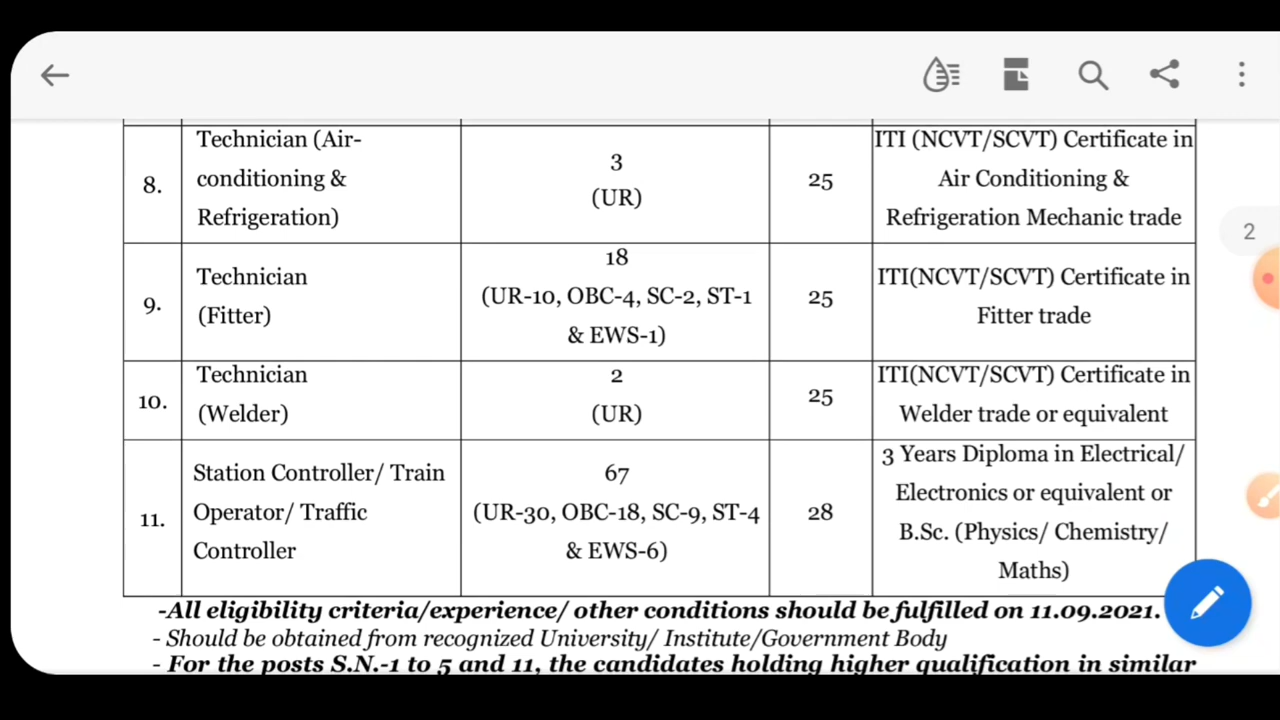 2
8.
Technician (Air-
conditioning &
Refrigeration)
3
(UR)
25
ITI (NCVT/SCVT) Certificate in
Air Conditioning &
Refrigeration Mechanic trade
9.
Technician
(Fitter)
18
(UR-10, OBC-4, SC-2, ST-1
& EWS-1)
25
ITI(NCVT/SCVT) Certificate in
Fitter trade
10.
Technician
(Welder)
2
(UR)
25
ITI(NCVT/SCVT) Certificate in
Welder trade or equivalent
11.
Station Controller/ Train
Operator/ Traffic
Controller
67
(UR-30, OBC-18, SC-9, ST-4
& EWS-6)
28
3 Years Diploma in Electrical/
Electronics or equivalent or
B.Sc. (Physics/ Chemistry/
Maths)
-All eligibility criteria/experience/ other conditions should be fulfilled on 11.09.2021.
- Should be obtained from recognized University/ Institute/Government Body
- For the posts S.N.-1 to 5 and 11, the candidates holding higher qualification in similar